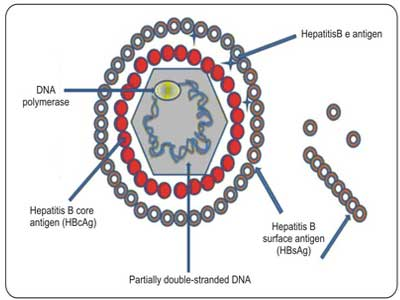 HepatitisB e antigen
DNA
polymerase
Hepatitis B core
antigen (HBcAg)
Hepatitis B
surface antigen
(HBsAg)
Partially double-stranded DNA